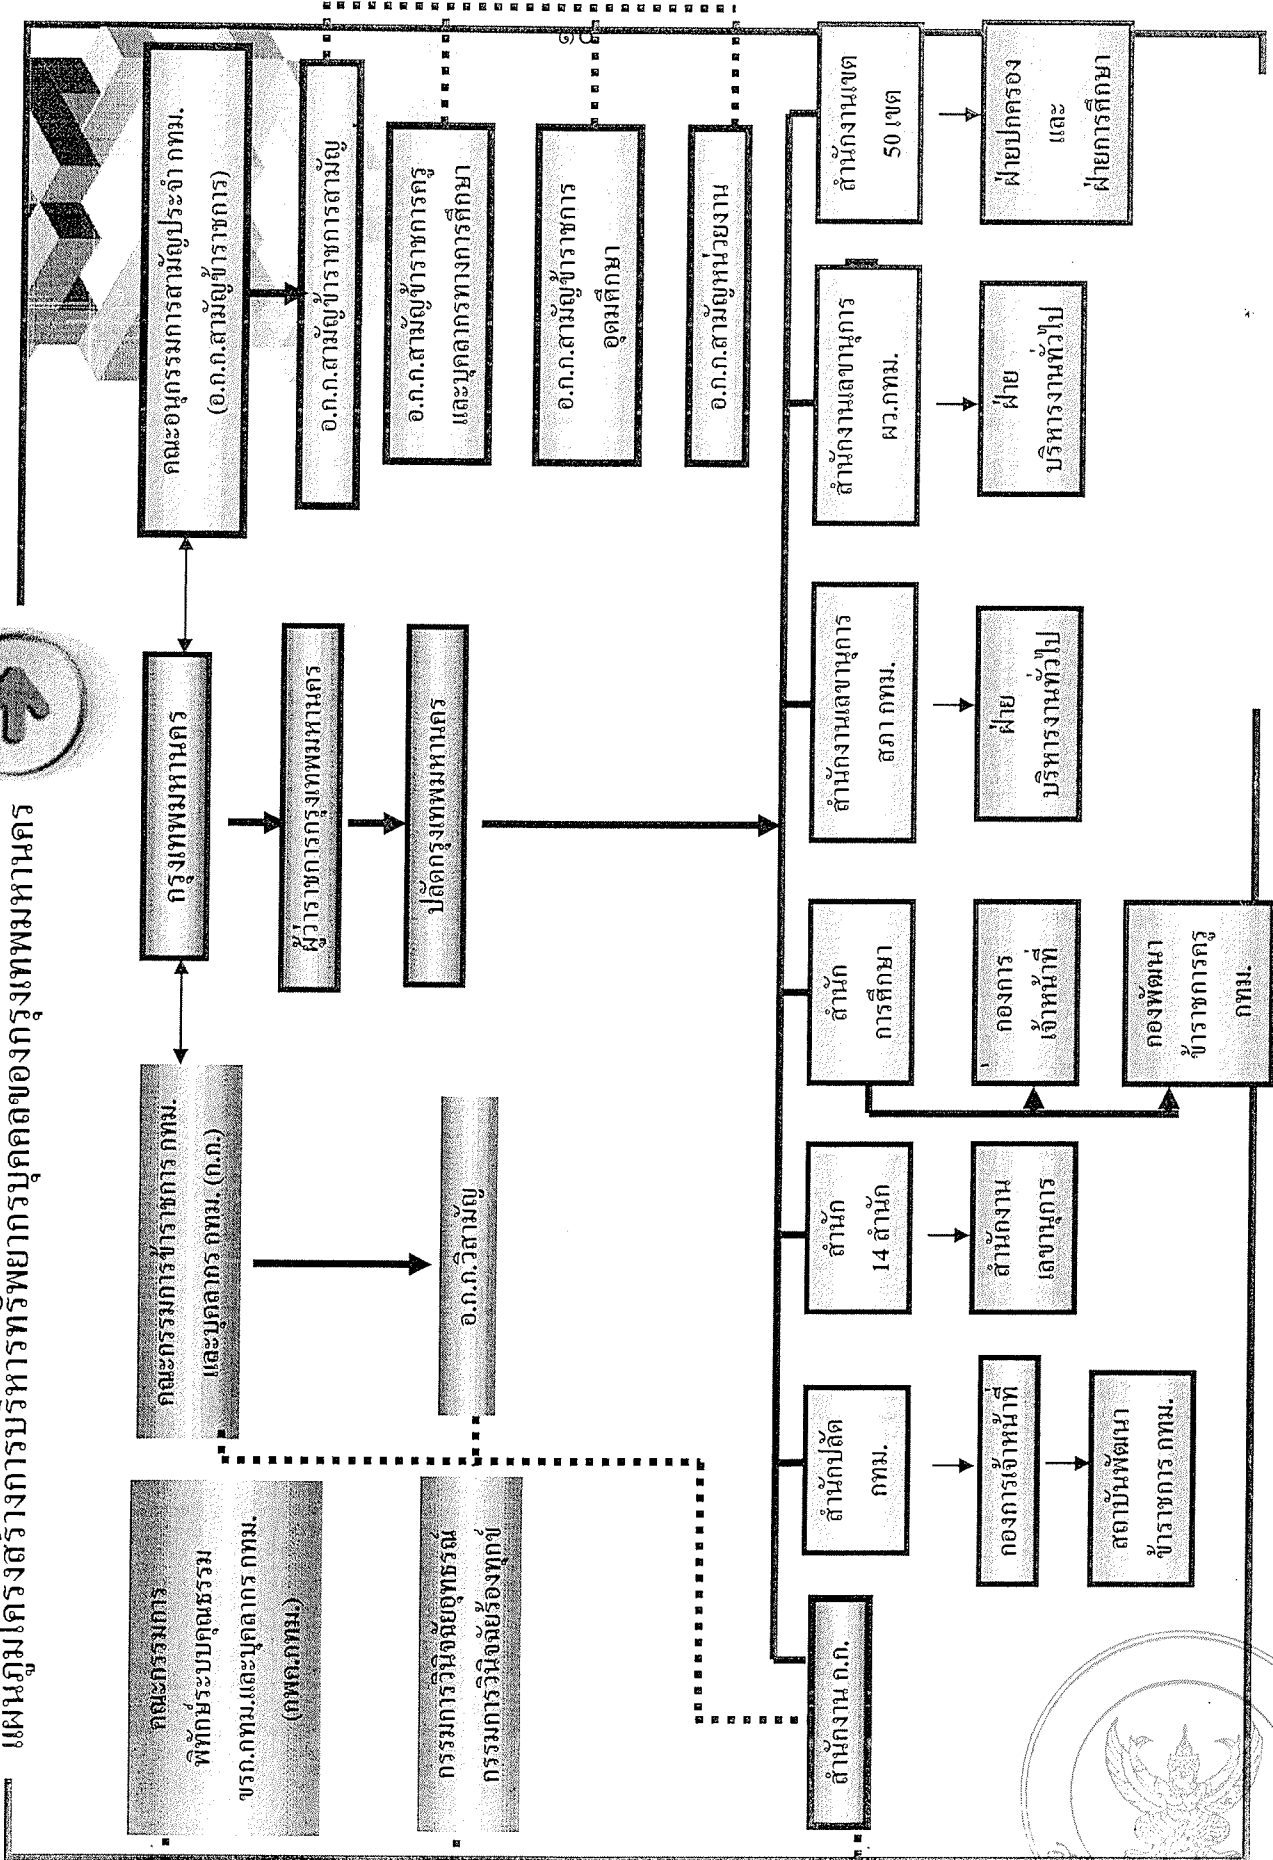 แผนภูมิโครงสร้างการบริหารทรัพยากรบุคคลของกรุงเทพมหานคร
๑๐
คณะกรรมการ
พิทักษ์ระบบคุณธรรม
ขรก.กทม.และบุคลากร กทม.
(กพค.กทม.)
คณะกรรมการข้าราชการ กทม.
และบุคลากร กทม. (ก.ก.)
กรุงเทพมหานคร
คณะอนุกรรมการสามัญประจำ กทม.
(อ.ก.ก.สามัญข้าราชการ)
ผู้ว่าราชการกรุงเทพมหานคร
อ.ก.ก.สามัญข้าราชการสามัญ
กรรมการวินิจฉัยอุทธรณ์
กรรมการวินิจฉัยร้องทุกข์
อ.ก.ก.วิสามัญ
ปลัดกรุงเทพมหานคร
อ.ก.ก.สามัญข้าราชการครู
และบุคลากรทางการศึกษา
อ.ก.ก.สามัญข้าราชการ
อุดมศึกษา
อ.ก.ก.สามัญหน่วยงาน
สำนักงาน ก.ก.
สำนักปลัด
กทม.
สำนัก
14 สำนัก
สำนัก
การศึกษา
สำนักงานเลขานุการ
สภา กทม.
สำนักงานเลขานุการ
ผว.กทม.
สำนักงานเขต
50 เขต
กองการเจ้าหน้าที่
สำนักงาน
เลขานุการ
กองการ
เจ้าหน้าที่
ฝ่าย
บริหารงานทั่วไป
ฝ่าย
บริหารงานทั่วไป
ฝ่ายปกครอง
และ
ฝ่ายการศึกษา
สถาบันพัฒนา
ข้าราชการ กทม.
กองพัฒนา
ข้าราชการครู
กทม.